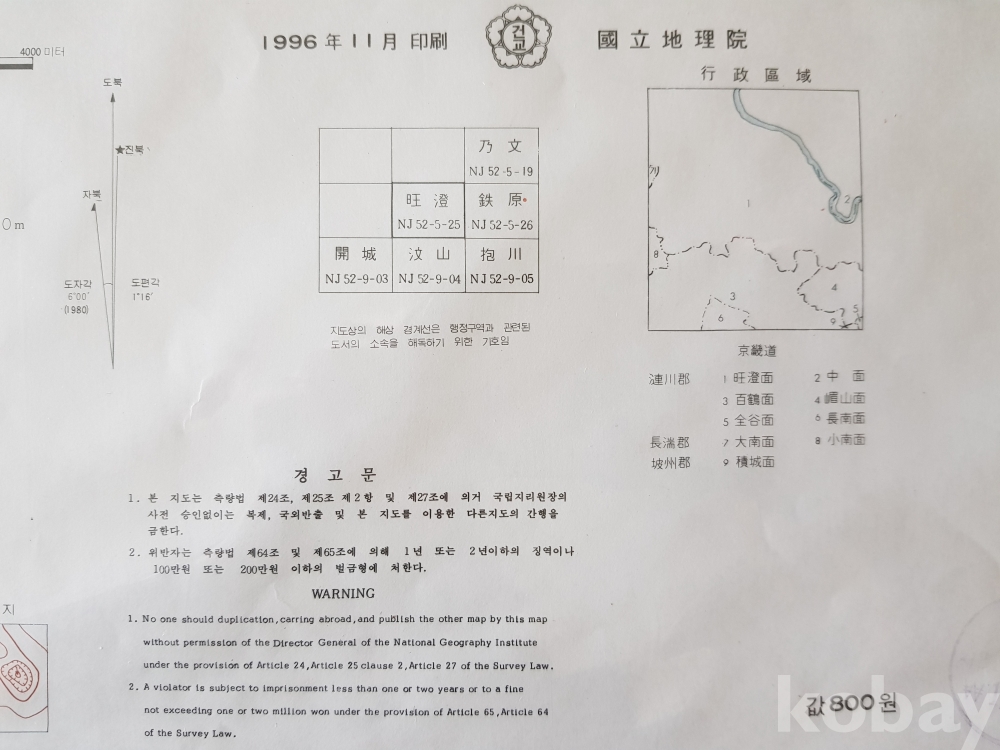 4000 미터
1996 年 11 月 印刷
건교
國立地理院
行政區域
도북
진북
자북
도자각
6°00′
(1980)
도편각
1°16′
0m
乃文
NJ 52-5-19
旺澄
NJ 52-5-25
鉄原
NJ 52-5-26
開城
NJ 52-9-03
汶山
NJ 52-9-04
抱川
NJ 52-9-05
지도상의 해상 경계선은 행정구역과 관련된
도서의 소속을 해독하기 위한 기호임
1
2
3
4
5
6
7
8
9
京畿道
漣川郡 1 旺澄面 2 中面
3 百鶴面 4 嵋山面
5 全谷面 6 長南面
長湍郡 7 大南面 8 小南面
坡州郡 9 積城面
경고문
1. 본 지도는 측량법 제24조, 제25조 제2항 및 제27조에 의거 국립지리원장의
사전 승인없이는 복제, 국외반출 및 본 지도를 이용한 다른지도의 간행을
금한다.
2. 위반자는 측량법 제64조 및 제65조에 의해 1년 또는 2년이하의 징역이나
100만원 또는 200만원 이하의 벌금형에 처한다.
WARNING
1. No one should duplication, carring abroad, and publish the other map by this map
without permission of the Director General of the National Geography Institute
under the provision of Article 24, Article 25 clause 2, Article 27 of the Survey Law.
2. A violator is subject to imprisonment less than one or two years or to a fine
not exceeding one or two million won under the provision of Article 65, Article 64
of the Survey Law.
지
값 800원
kobay